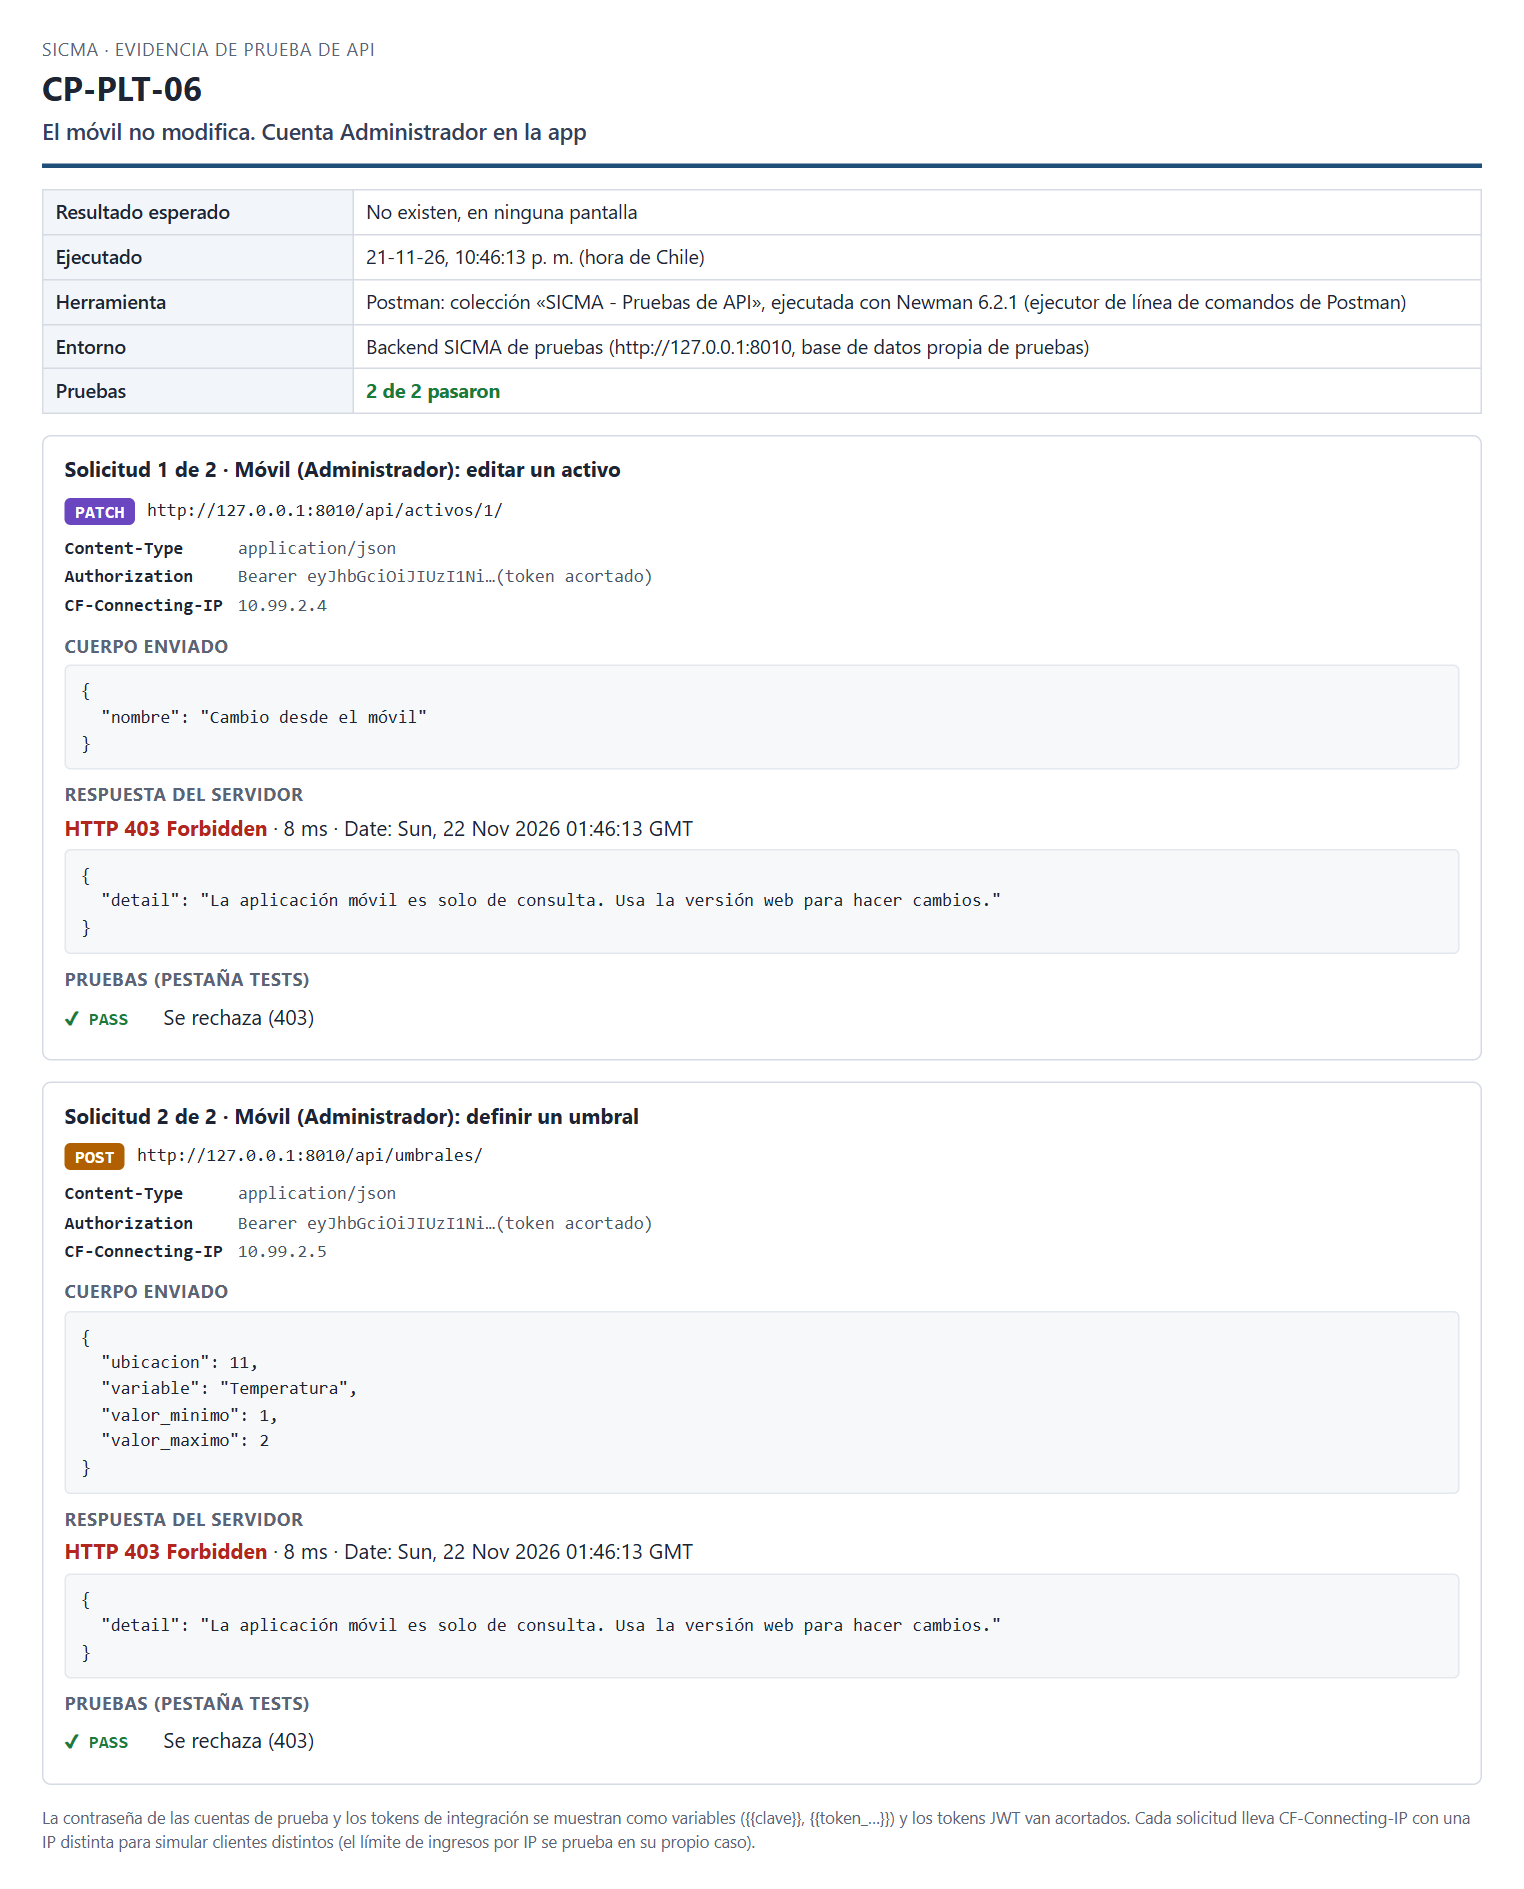 SICMA · EVIDENCIA DE PRUEBA DE API
CP-PLT-06
El móvil no modifica. Cuenta Administrador en la app
Resultado esperado No existen, en ninguna pantalla
Ejecutado 21-11-26, 10:46:13 p. m. (hora de Chile)
Herramienta Postman: colección «SICMA - Pruebas de API», ejecutada con Newman 6.2.1 (ejecutor de línea de comandos de Postman)
Entorno Backend SICMA de pruebas (http://127.0.0.1:8010, base de datos propia de pruebas)
Pruebas 2 de 2 pasaron
Solicitud 1 de 2 · Móvil (Administrador): editar un activo
PATCH http://127.0.0.1:8010/api/activos/1/
Content-Type application/json
Authorization Bearer eyJhbGciOiJIUzI1Ni…(token acortado)
CF-Connecting-IP 10.99.2.4
CUERPO ENVIADO
{
"nombre": "Cambio desde el móvil"
}
RESPUESTA DEL SERVIDOR
HTTP 403 Forbidden · 8 ms · Date: Sun, 22 Nov 2026 01:46:13 GMT
{
"detail": "La aplicación móvil es solo de consulta. Usa la versión web para hacer cambios."
}
PRUEBAS (PESTAÑA TESTS)
✓ PASS Se rechaza (403)
Solicitud 2 de 2 · Móvil (Administrador): definir un umbral
POST http://127.0.0.1:8010/api/umbrales/
Content-Type application/json
Authorization Bearer eyJhbGciOiJIUzI1Ni…(token acortado)
CF-Connecting-IP 10.99.2.5
CUERPO ENVIADO
{
"ubicacion": 11,
"variable": "Temperatura",
"valor_minimo": 1,
"valor_maximo": 2
}
RESPUESTA DEL SERVIDOR
HTTP 403 Forbidden · 8 ms · Date: Sun, 22 Nov 2026 01:46:13 GMT
{
"detail": "La aplicación móvil es solo de consulta. Usa la versión web para hacer cambios."
}
PRUEBAS (PESTAÑA TESTS)
✓ PASS Se rechaza (403)
La contraseña de las cuentas de prueba y los tokens de integración se muestran como variables ({{clave}}, {{token_…}}) y los tokens JWT van acortados. Cada solicitud lleva CF-Connecting-IP con una
IP distinta para simular clientes distintos (el límite de ingresos por IP se prueba en su propio caso).